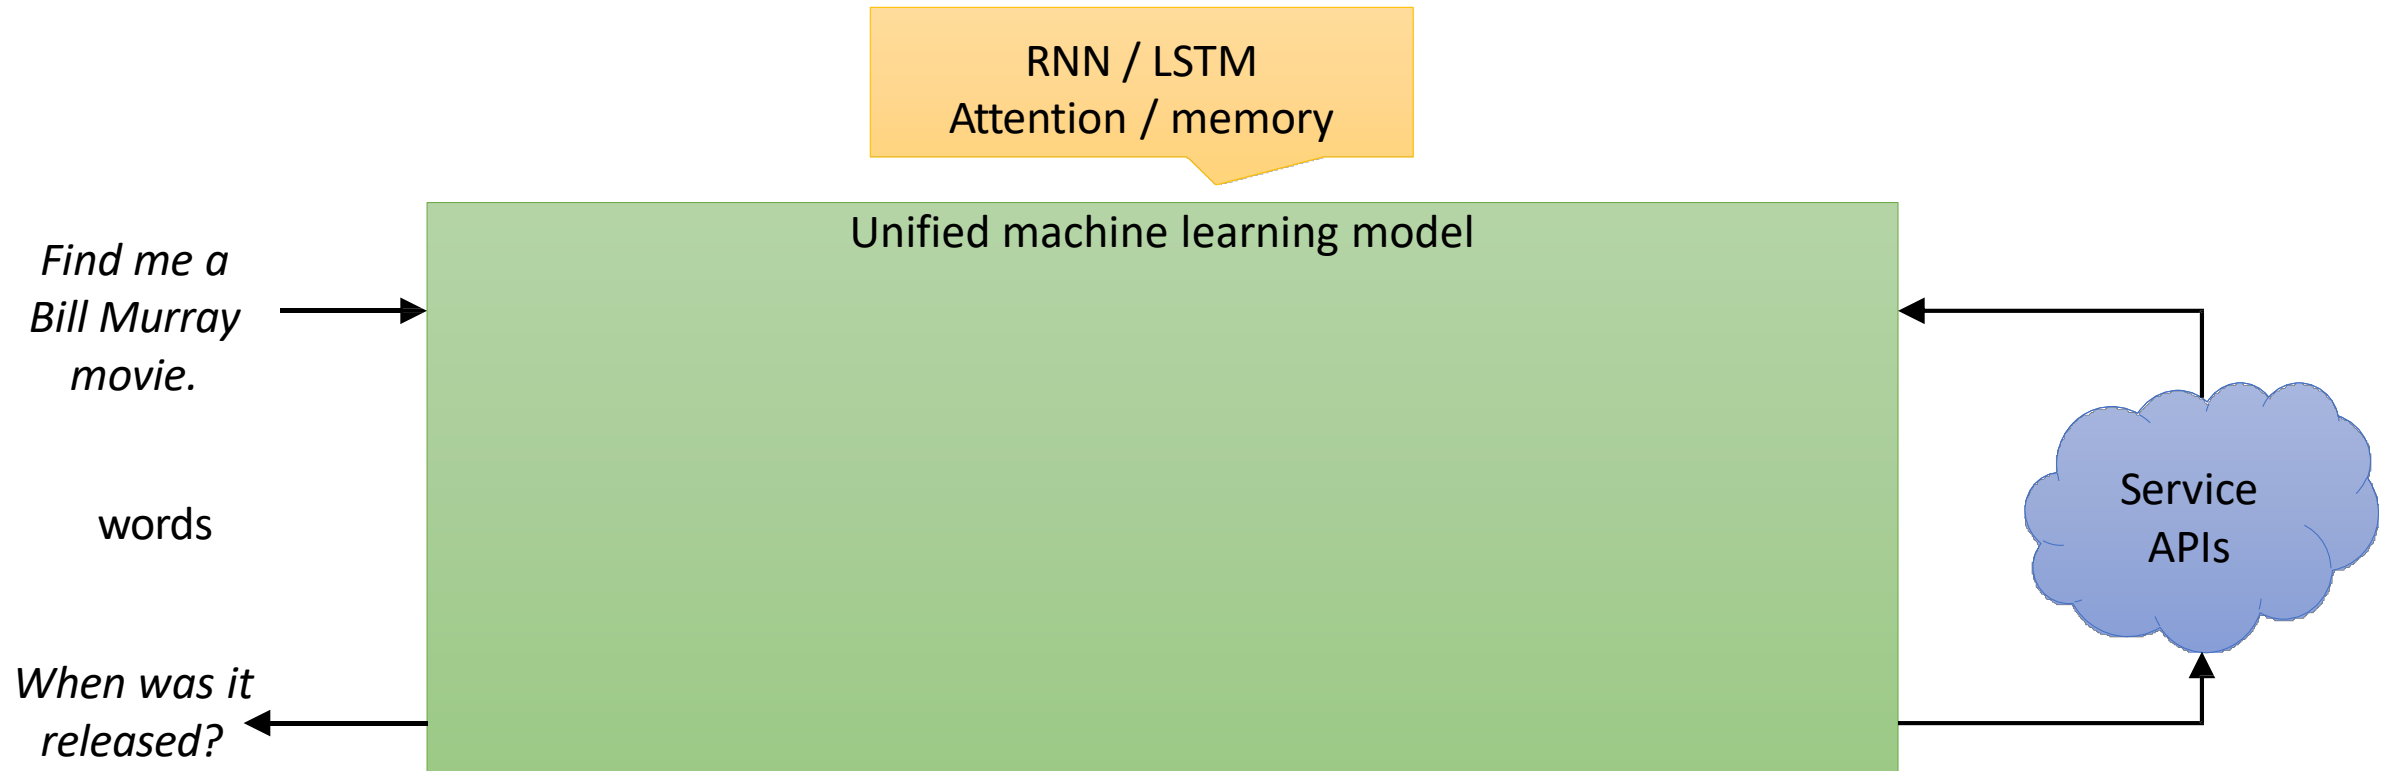 RNN / LSTM
Attention / memory
Unified machine learning model
Find me a
Bill Murray
movie.
words
When was it
released?
Service
APIs